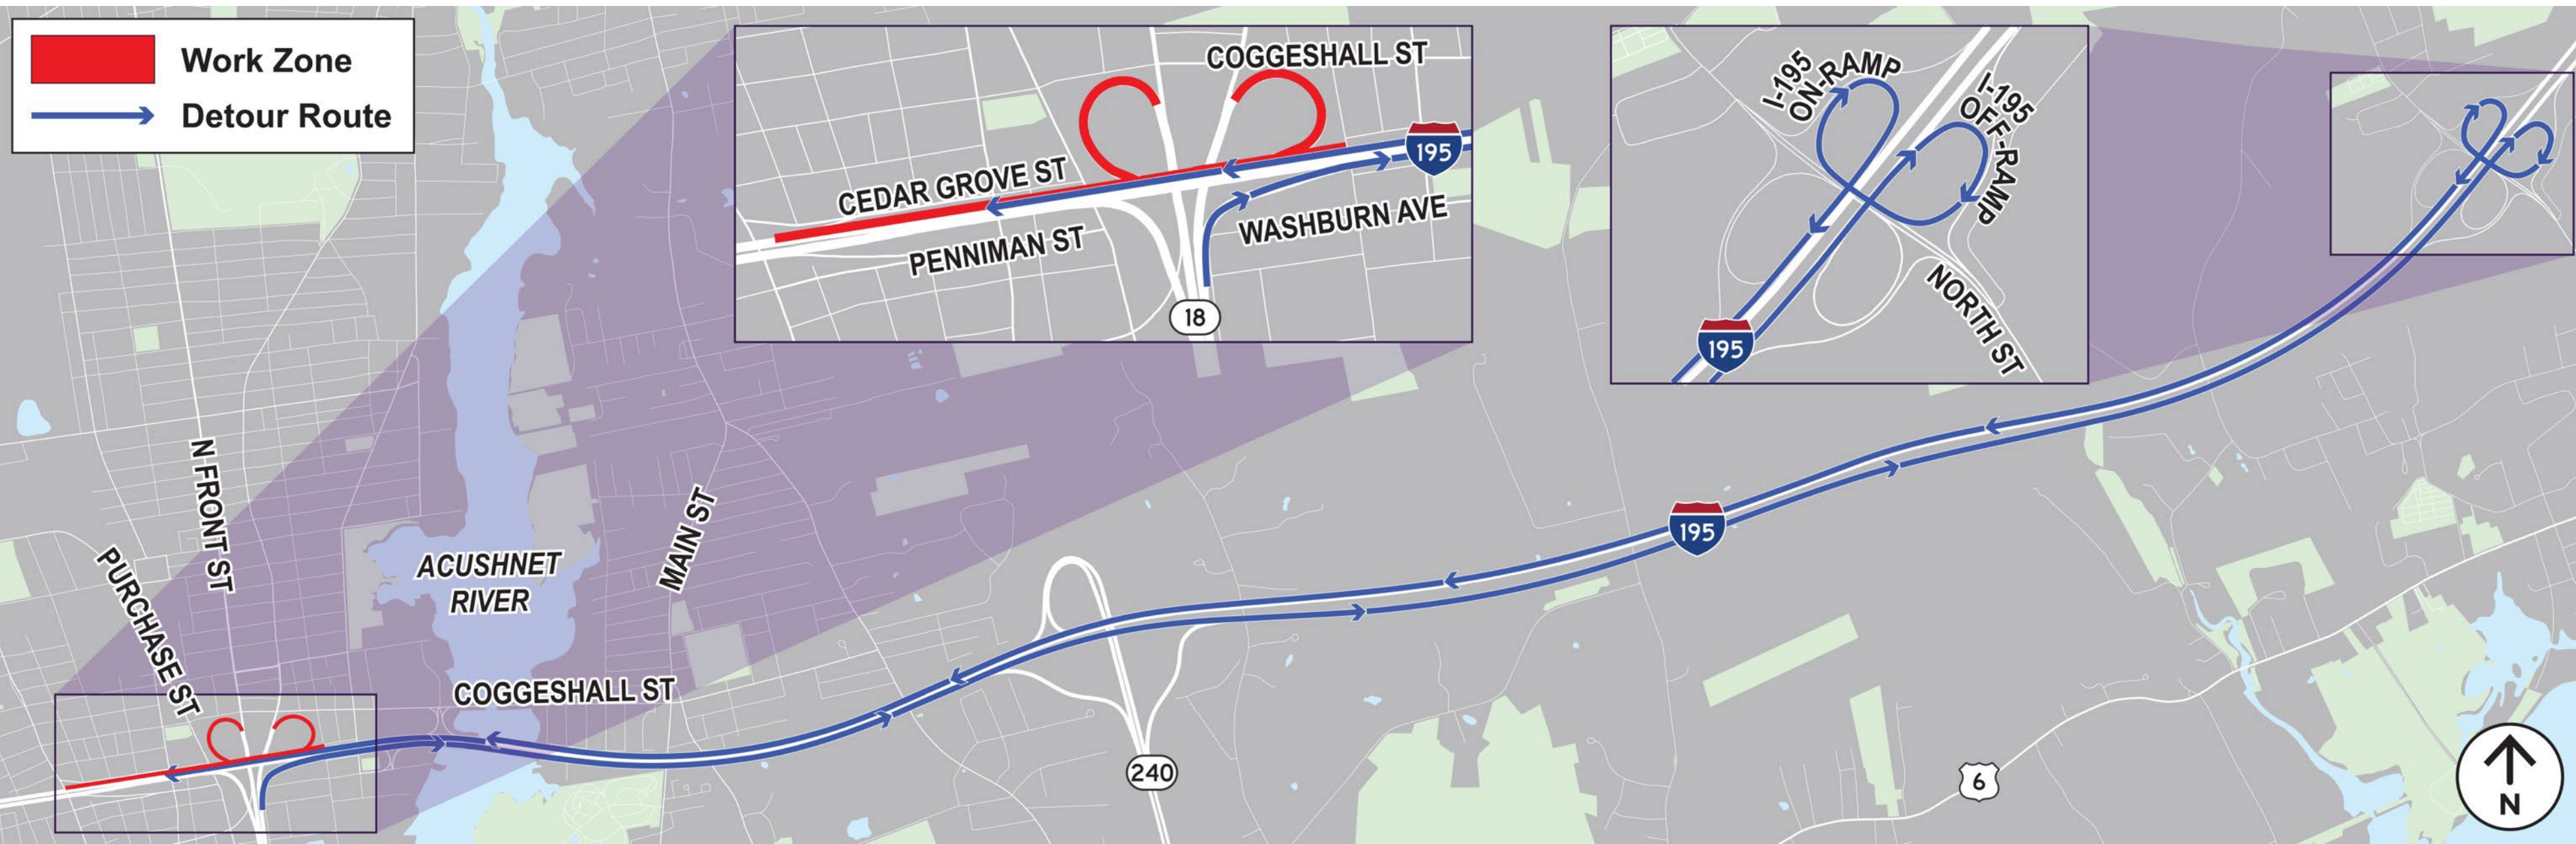 Work Zone
Detour Route
COGGESHALL ST
195
CEDAR GROVE ST
PENNIMAN ST
WASHBURN AVE
18
I-195
ON-RAMP
I-195
OFF-RAMP
NORTH ST
195
N FRONT ST
PURCHASE ST
ACUSHNET
RIVER
MAIN ST
COGGESHALL ST
195
240
6
N